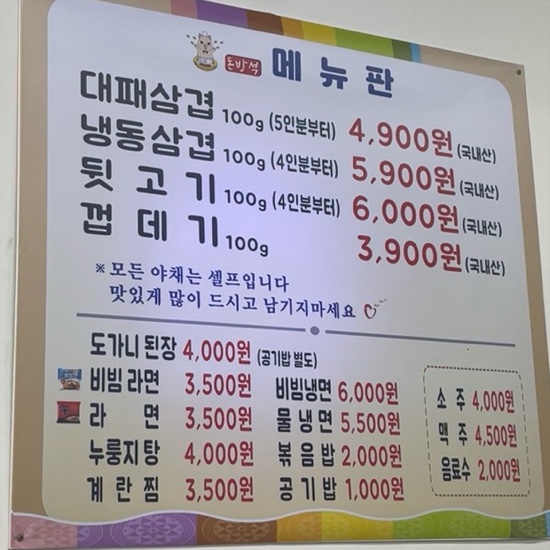 돈방석 메뉴판
대패삼겹 100g (5인분부터) 4,900원 (국내산)
냉동삼겹 100g (4인분부터) 5,900원 (국내산)
뒷고기 100g (4인분부터) 6,000원 (국내산)
껍데기 100g 3,900원 (국내산)
※ 모든 야채는 셀프입니다
맛있게 많이 드시고 남기지마세요
도가니된장 4,000원 (공기밥 별도)
비빔라면 3,500원
라면 3,500원
누룽지탕 4,000원
계란찜 3,500원
비빔냉면 6,000원
물냉면 5,500원
볶음밥 2,000원
공기밥 1,000원
소주 4,000원
맥주 4,500원
음료수 2,000원